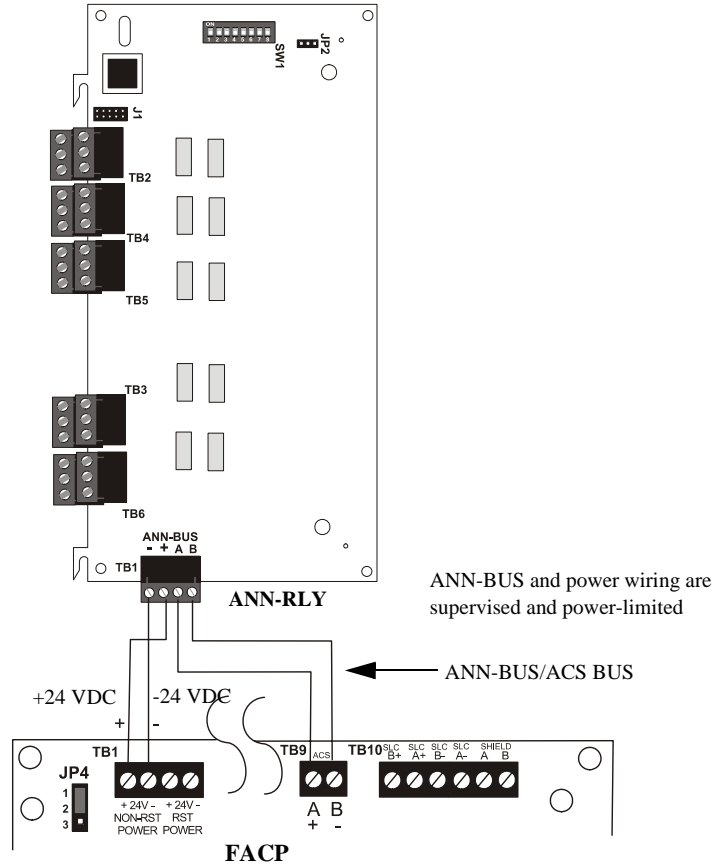 ON
1 2 3 4 5 6 7 8
SW1
JP2
J1
TB2
TB4
TB5
TB3
TB6
ANN-BUS
- + A B
TB1
ANN-RLY
ANN-BUS and power wiring are
supervised and power-limited
ANN-BUS/ACS BUS
+24 VDC
-24 VDC
+ -
TB1
TB9
ACS
TB10
SLC SLC SLC SLC SHIELD
B+ A+ B- A- A B
JP4
1
2
3
+ 24V - + 24V -
NON-RST RST
POWER POWER
A B
+ -
FACP